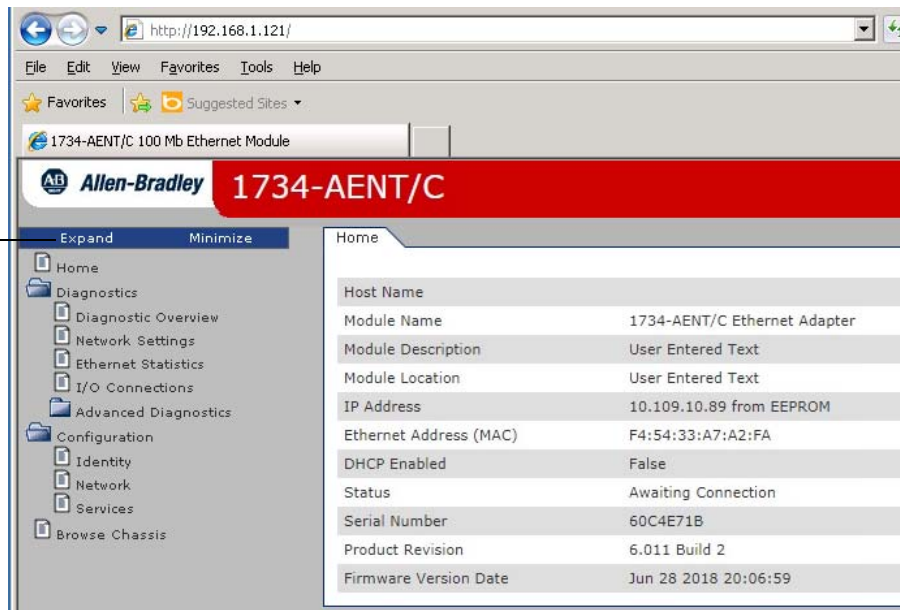 http://192.168.1.121/
File Edit View Favorites Tools Help
Favorites Suggested Sites
1734-AENT/C 100 Mb Ethernet Module
AB Allen-Bradley 1734-AENT/C
Expand Minimize
Home
Diagnostics
Diagnostic Overview
Network Settings
Ethernet Statistics
I/O Connections
Advanced Diagnostics
Configuration
Identity
Network
Services
Browse Chassis
Home
Host Name
Module Name 1734-AENT/C Ethernet Adapter
Module Description User Entered Text
Module Location User Entered Text
IP Address 10.109.10.89 from EEPROM
Ethernet Address (MAC) F4:54:33:A7:A2:FA
DHCP Enabled False
Status Awaiting Connection
Serial Number 60C4E71B
Product Revision 6.011 Build 2
Firmware Version Date Jun 28 2018 20:06:59